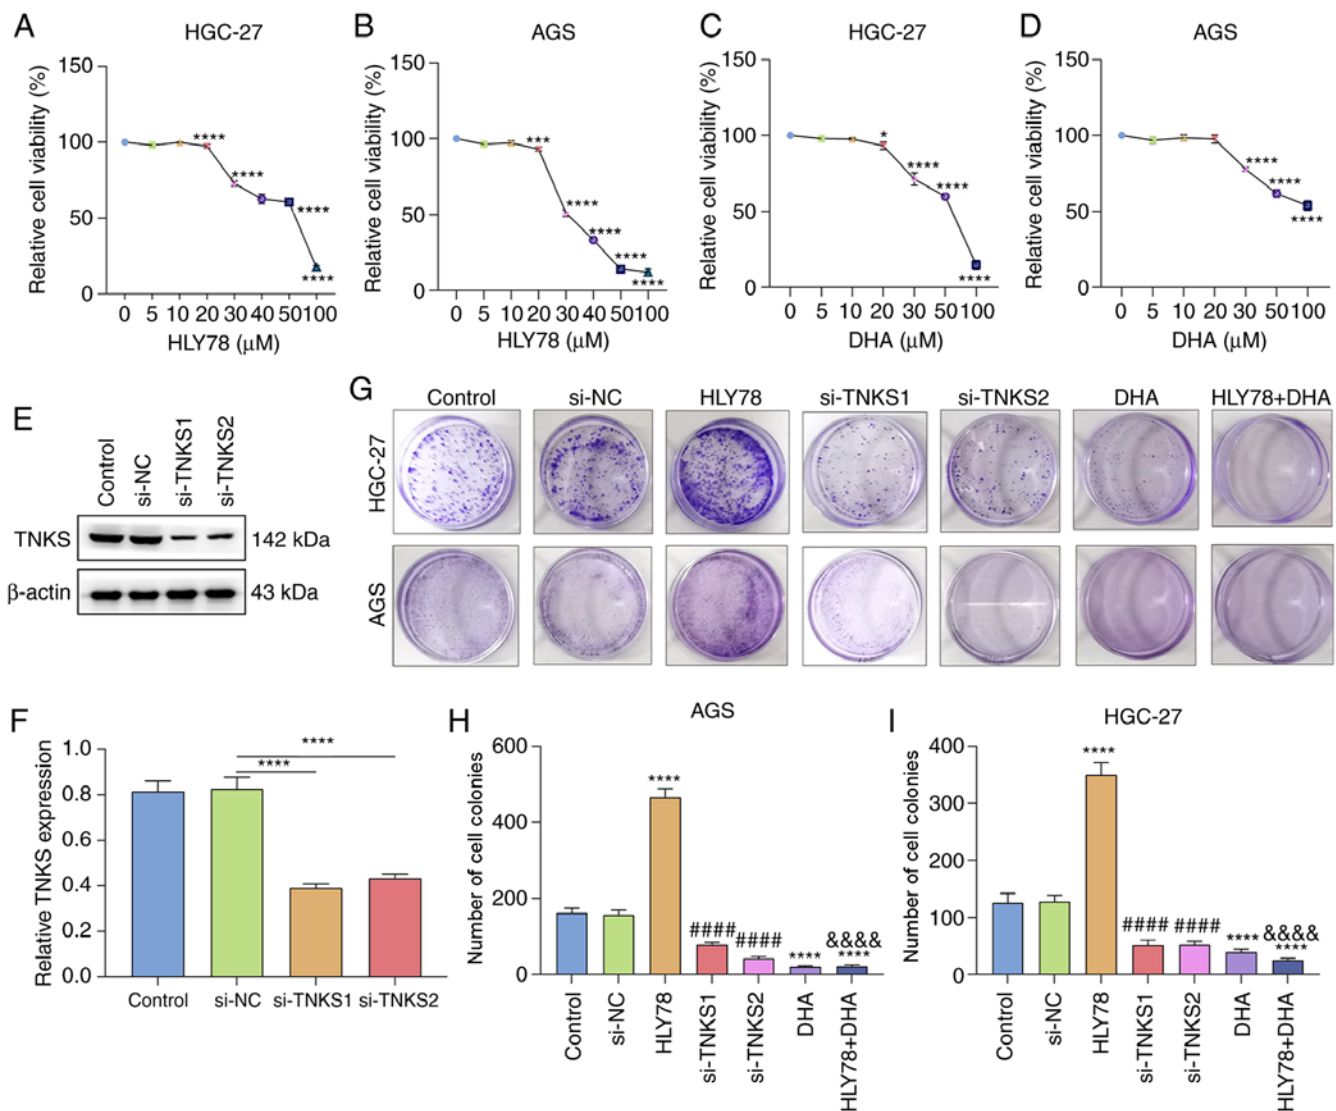 A
HGC-27
Relative cell viability (%)
150
100
50
0
****
****
****
****
0 5 10 20 30 40 50 100
HLY78 (μM)
B
AGS
Relative cell viability (%)
150
100
50
0
***
****
****
****
****
0 5 10 20 30 40 50 100
HLY78 (μM)
C
HGC-27
Relative cell viability (%)
150
100
50
0
*
****
****
****
0 5 10 20 30 50 100
DHA (μM)
D
AGS
Relative cell viability (%)
150
100
50
0
****
****
****
0 5 10 20 30 50 100
DHA (μM)
E
Control
si-NC
si-TNKS1
si-TNKS2
TNKS
142 kDa
β-actin
43 kDa
G
Control si-NC HLY78 si-TNKS1 si-TNKS2 DHA HLY78+DHA
HGC-27
AGS
F
Relative TNKS expression
1.0
0.8
0.6
0.4
0.2
0.0
****
****
Control si-NC si-TNKS1 si-TNKS2
H
AGS
Number of cell colonies
600
400
200
0
****
####
####
****
&&&&
****
Control
si-NC
HLY78
si-TNKS1
si-TNKS2
DHA
HLY78+DHA
I
HGC-27
Number of cell colonies
400
300
200
100
0
****
####
####
****
&&&&
****
Control
si-NC
HLY78
si-TNKS1
si-TNKS2
DHA
HLY78+DHA